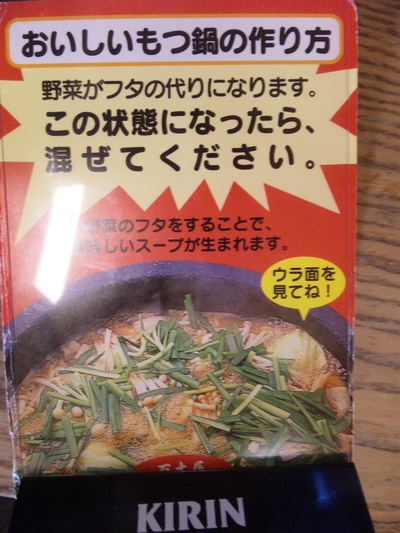 おいしいもつ鍋の作り方
野菜がフタの代りになります。
この状態になったら、
混ぜてください。
野菜のフタをすることで、
美味しいスープが生まれます。
ウラ面を
見てね!
KIRIN